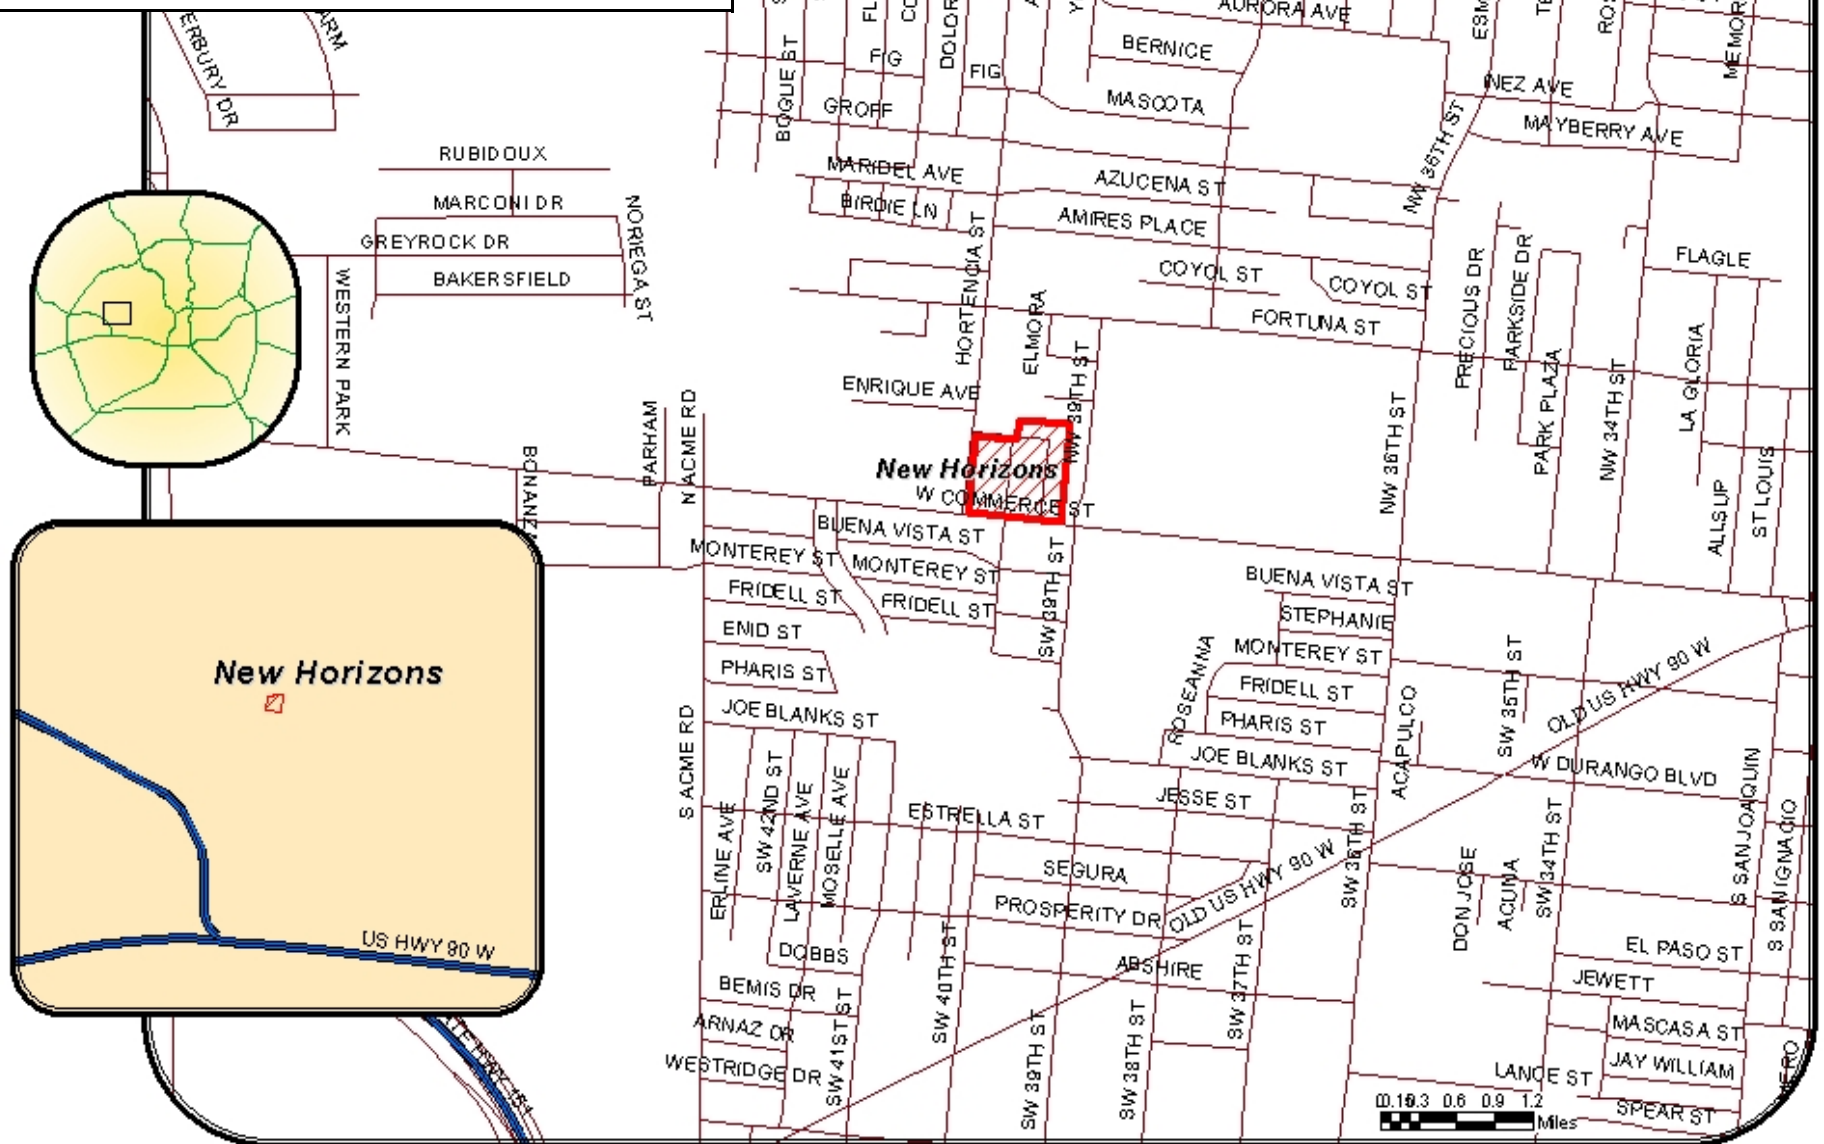 AURORA AVE
BERNICE
FIG
FIG
BOQUE ST
GROFF
MASCOTA
INEZ AVE
MAYBERRY AVE
NW 36TH ST
RUBIDOUX
MARCONI DR
GREYROCK DR
BAKERSFIELD
NORIEGA ST
WESTERN PARK
MARIDEL AVE
BIRDIE LN
AZUCENA ST
AMIRES PLACE
COYOL ST
COYOL ST
FORTUNA ST
HORTENCIA ST
ELMORA
NW 39TH ST
ENRIQUE AVE
PRECIOUS DR
PARKSIDE DR
PARK PLAZA
NW 36TH ST
NW 34TH ST
FLAGLE
LA GLORIA
ALLSUP
ST LOUIS
PARHAM
N ACME RD
New Horizons
W COMMERCE ST
BUENA VISTA ST
MONTEREY ST
MONTEREY ST
FRIDELL ST
FRIDELL ST
ENID ST
PHARIS ST
JOE BLANKS ST
SW 39TH ST
BUENA VISTA ST
STEPHANIE
MONTEREY ST
FRIDELL ST
PHARIS ST
JOE BLANKS ST
JESSE ST
ROSEANNA
ACAPULCO
SW 35TH ST
OLD US HWY 90 W
W DURANGO BLVD
S SAN JOAQUIN
S SAN IGNACIO
S ACME RD
ERLINE AVE
SW 42ND ST
LAVERNE AVE
MOSELLE AVE
ESTRELLA ST
SEGURA
PROSPERITY DR
OLD US HWY 90 W
SW 36TH ST
DON JOSE
ACUNA
SW 34TH ST
DOBBS
BEMIS DR
ARNAZ DR
WESTRIDGE DR
SW 41ST ST
SW 40TH ST
SW 39TH ST
SW 38TH ST
SW 37TH ST
ABSHIRE
EL PASO ST
JEWETT
MASCASA ST
JAY WILLIAM
LANCE ST
SPEAR ST
New Horizons
US HWY 90 W
0.3 0.6 0.9 1.2
Miles